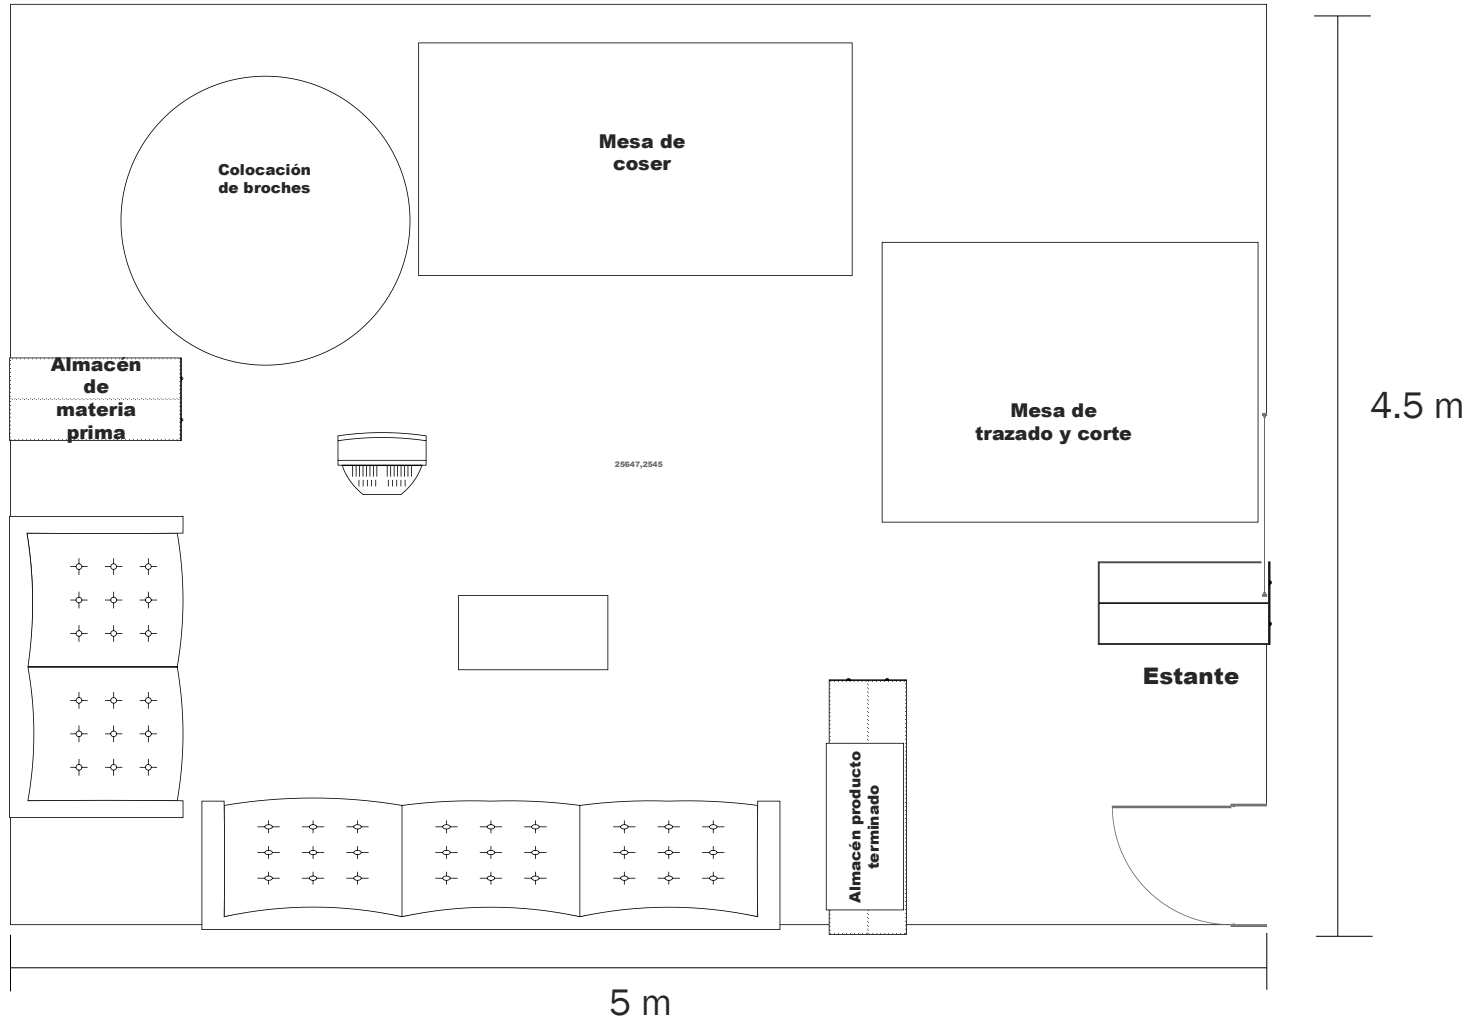 Mesa de
coser
Colocación
de broches
Almacén
de
materia
prima
Mesa de
trazado y corte
4.5 m
25647,2545
Estante
Almacén producto
terminado
5 m